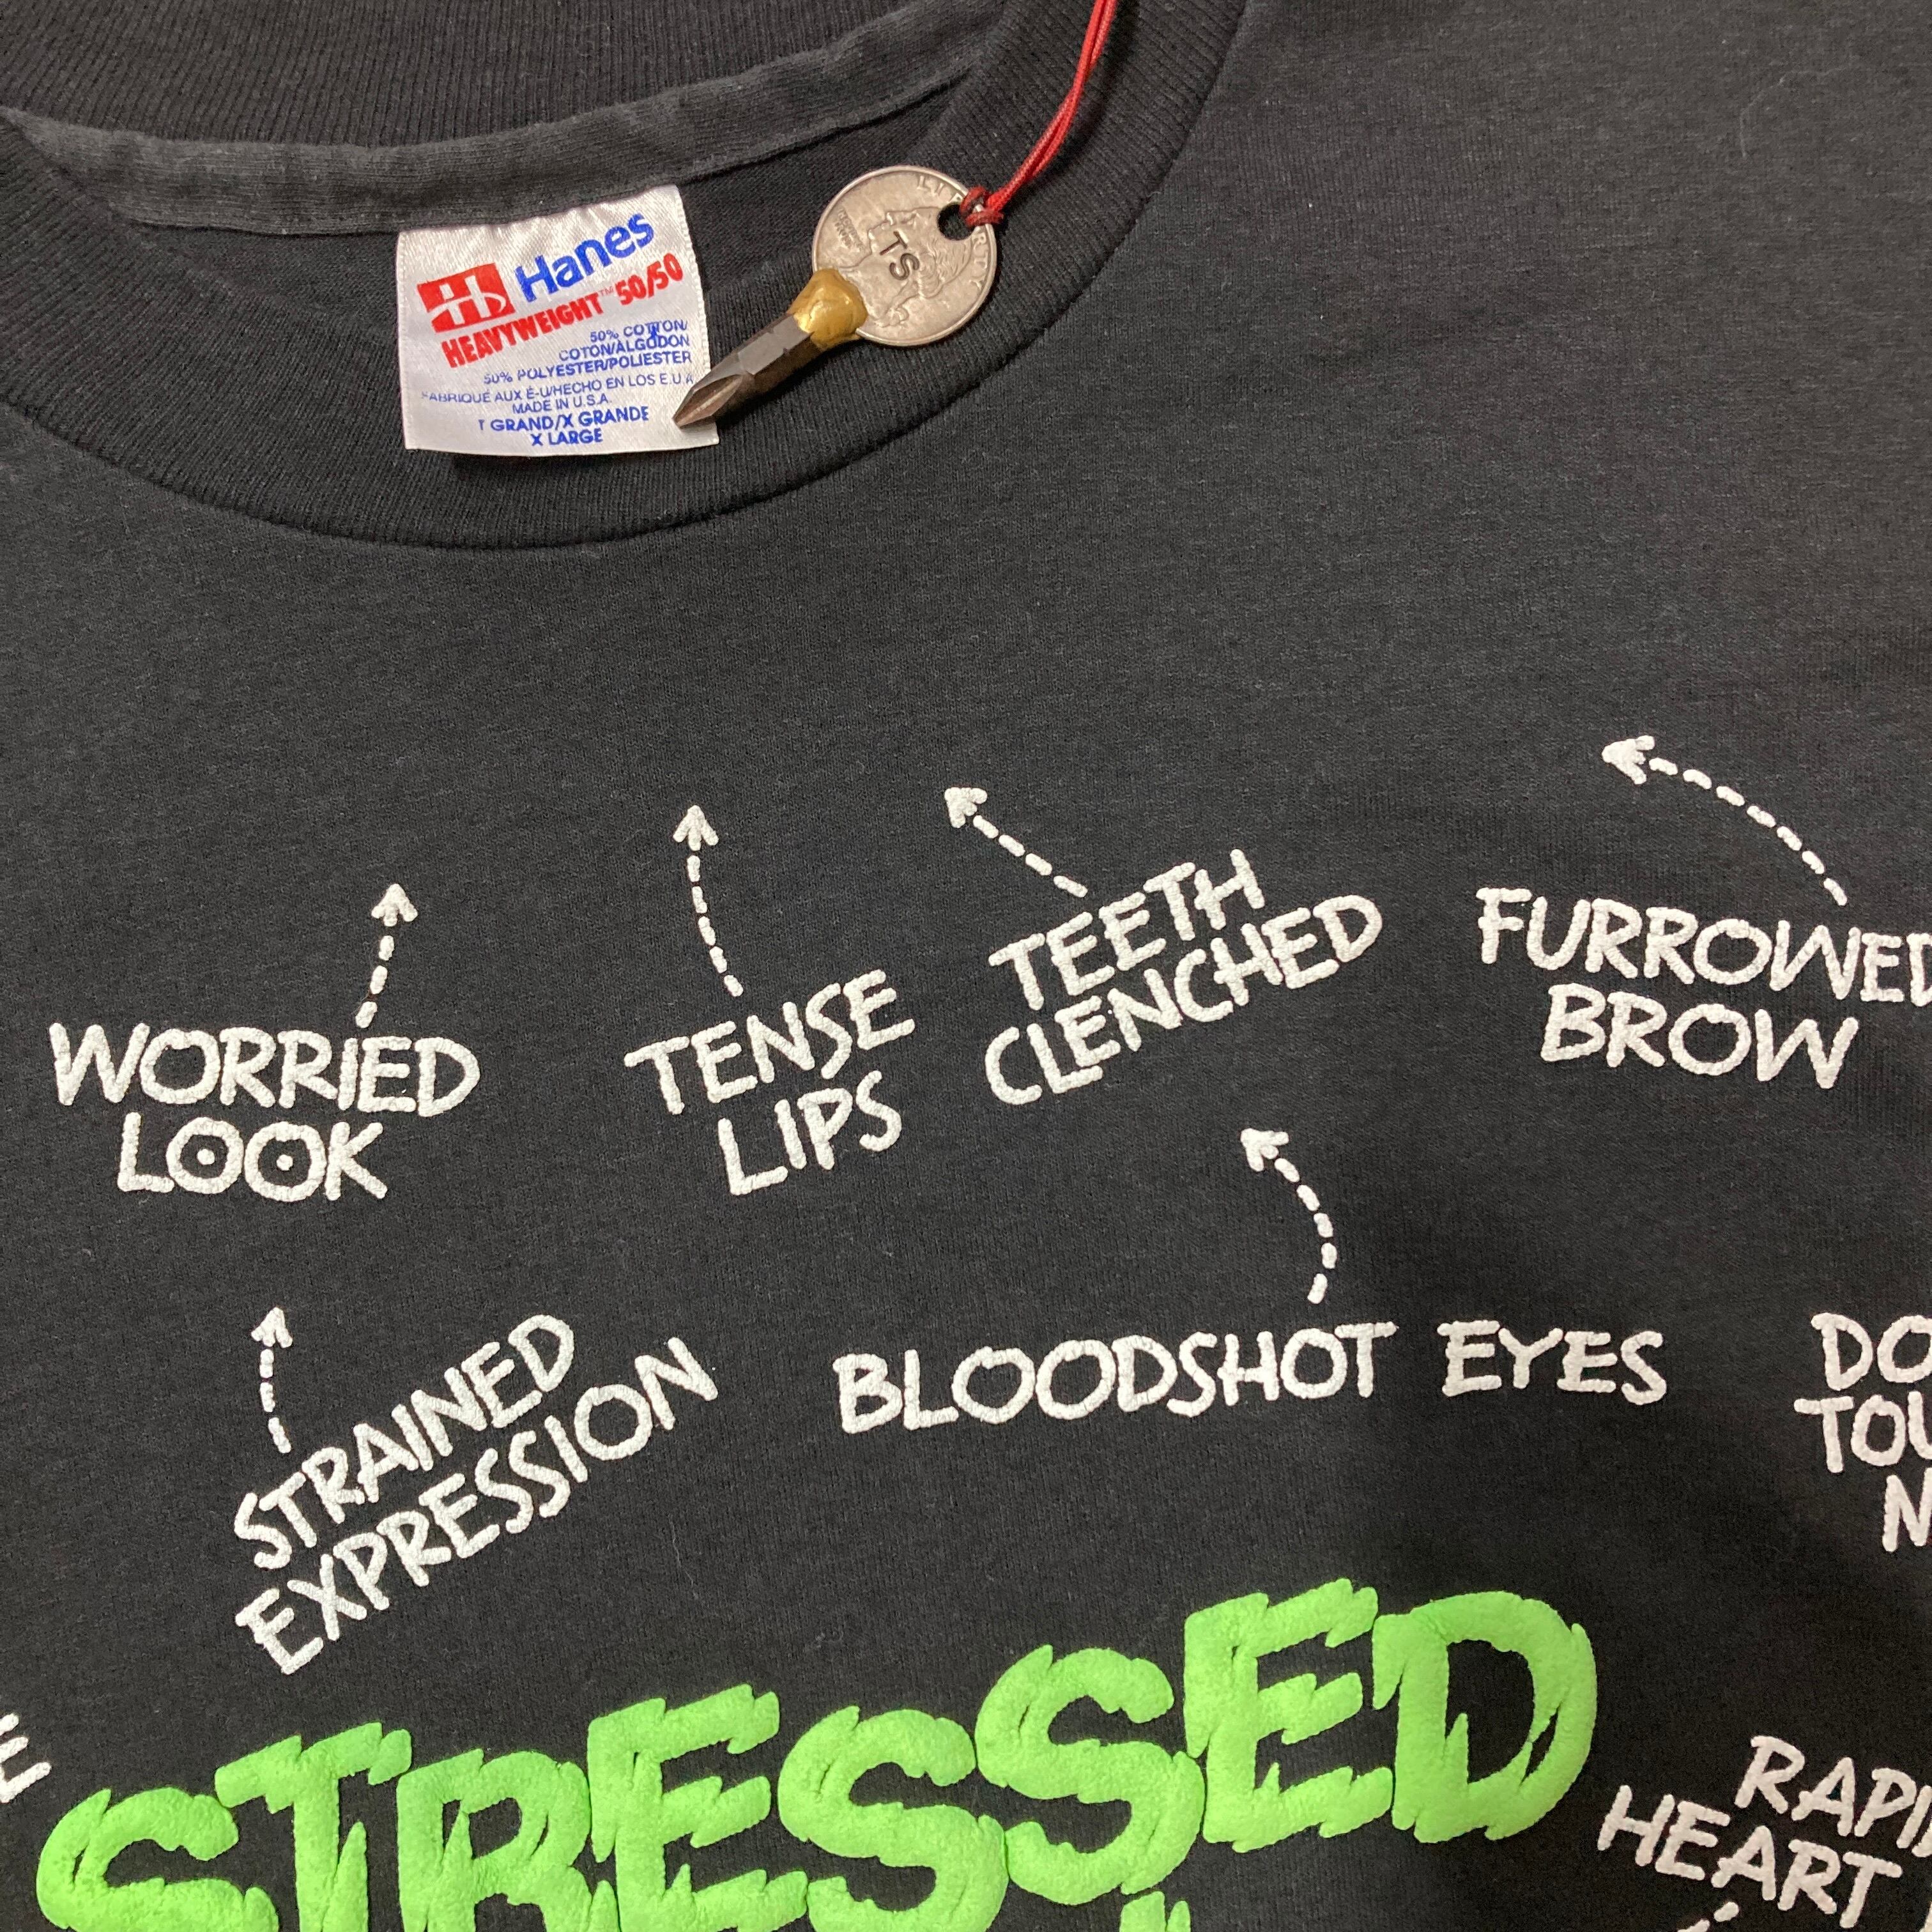 Hanes
HEAVYWEIGHT™ 50/50
50% COTTON/
COTON/ALGODON
50% POLYESTER/POLIESTER
FABRIQUÉ AUX É-U/HECHO EN LOS E.U.A
MADE IN U.S.A.
T GRAND/X GRANDE
X LARGE
TS
WORRIED
LOOK
TENSE
LIPS
TEETH
CLENCHED
FURROWED
BROW
STRAINED
EXPRESSION
BLOODSHOT EYES
STRESSED
HEART